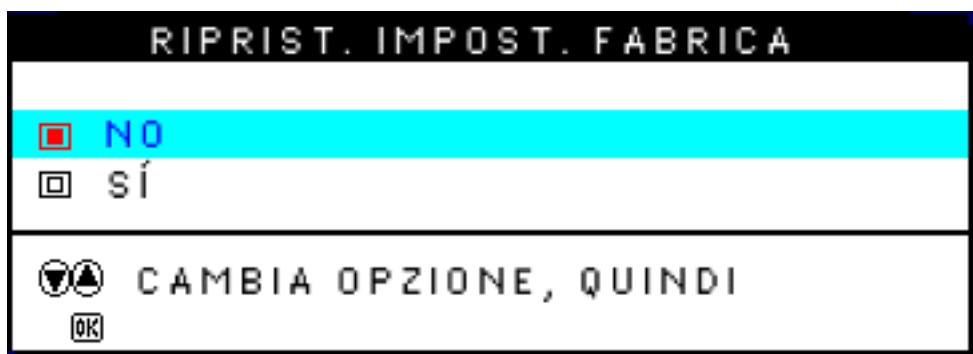 RIPRIST. IMPOST. FABRICA
NO
SÍ
CAMBIA OPZIONE, QUINDI
OK